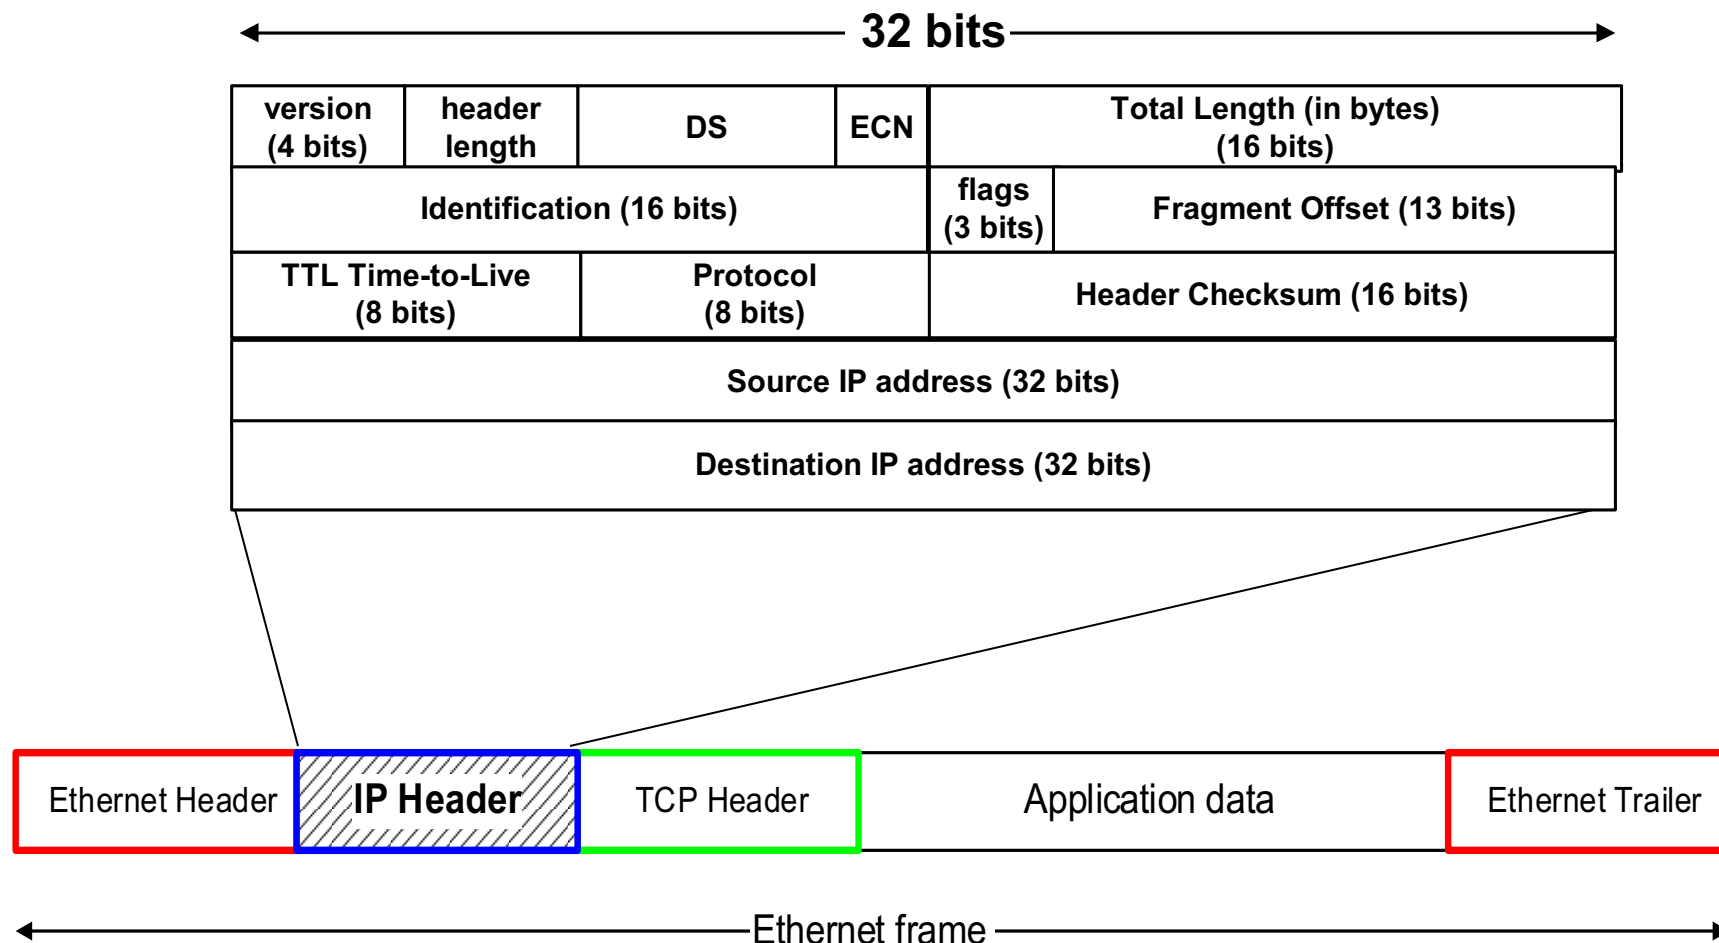 32 bits
version
(4 bits)
header
length
DS
ECN
Total Length (in bytes)
(16 bits)
Identification (16 bits)
flags
(3 bits)
Fragment Offset (13 bits)
TTL Time-to-Live
(8 bits)
Protocol
(8 bits)
Header Checksum (16 bits)
Source IP address (32 bits)
Destination IP address (32 bits)
Ethernet Header
IP Header
TCP Header
Application data
Ethernet Trailer
Ethernet frame